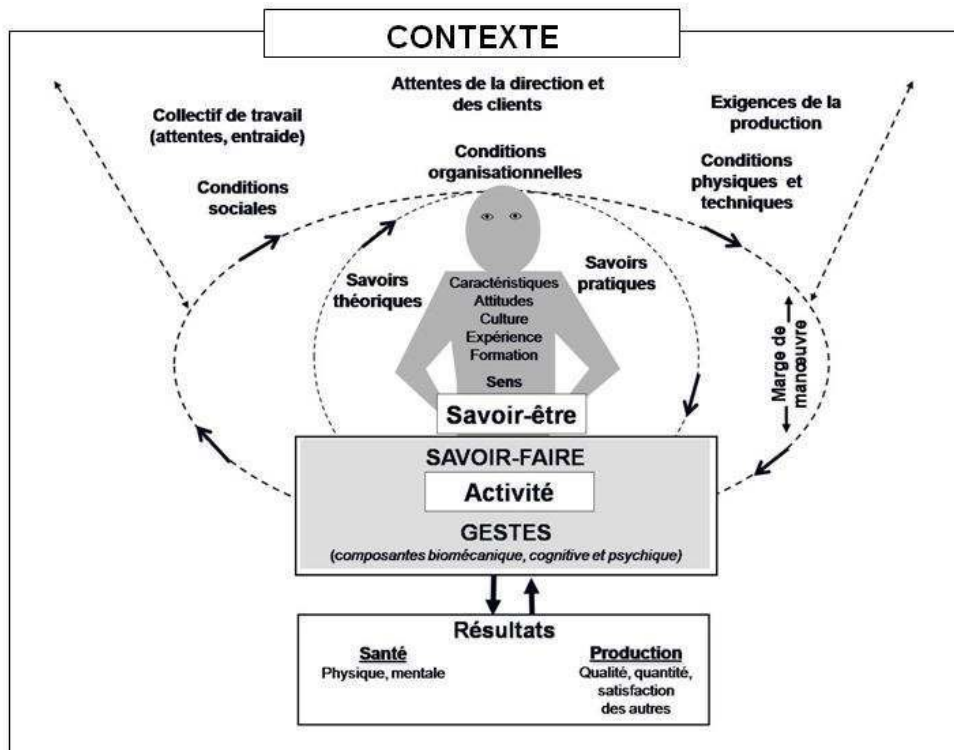 CONTEXTE
Attentes de la direction et
des clients
Collectif de travail
(attentes, entraide)
Exigences de la
production
Conditions
organisationnelles
Conditions
sociales
Conditions
physiques et
techniques
Savoirs
théoriques
Savoirs
pratiques
Caractéristiques
Attitudes
Culture
Expérience
Formation
Sens
Marge de
manœuvre
Savoir-être
SAVOIR-FAIRE
Activité
GESTES
(composantes biomécanique, cognitive et psychique)
Résultats
Santé
Physique, mentale
Production
Qualité, quantité,
satisfaction
des autres